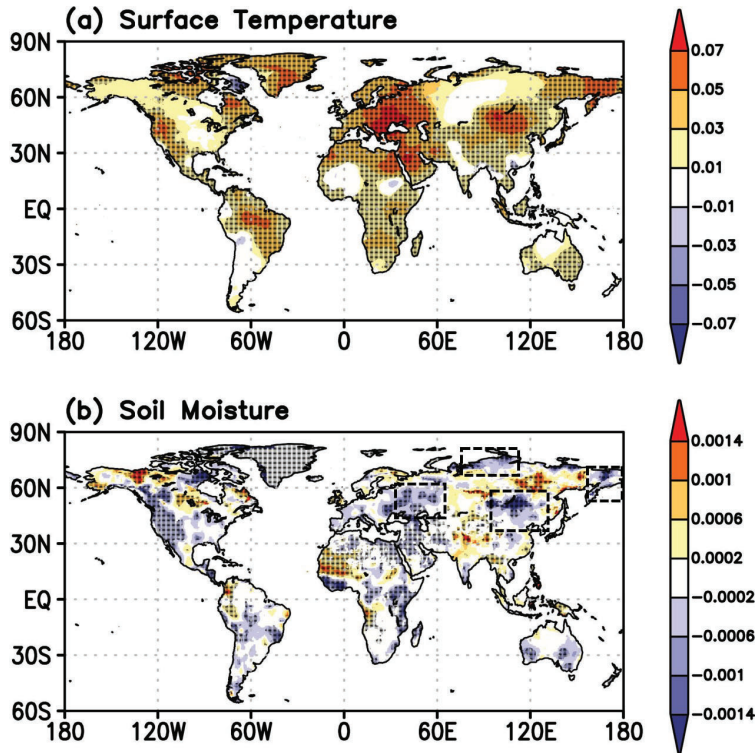 (a) Surface Temperature
90N
60N
30N
EQ
30S
60S
180 120W 60W 0 60E 120E 180
0.07
0.05
0.03
0.01
−0.01
−0.03
−0.05
−0.07
(b) Soil Moisture
90N
60N
30N
EQ
30S
60S
180 120W 60W 0 60E 120E 180
0.0014
0.001
0.0006
0.0002
−0.0002
−0.0006
−0.001
−0.0014